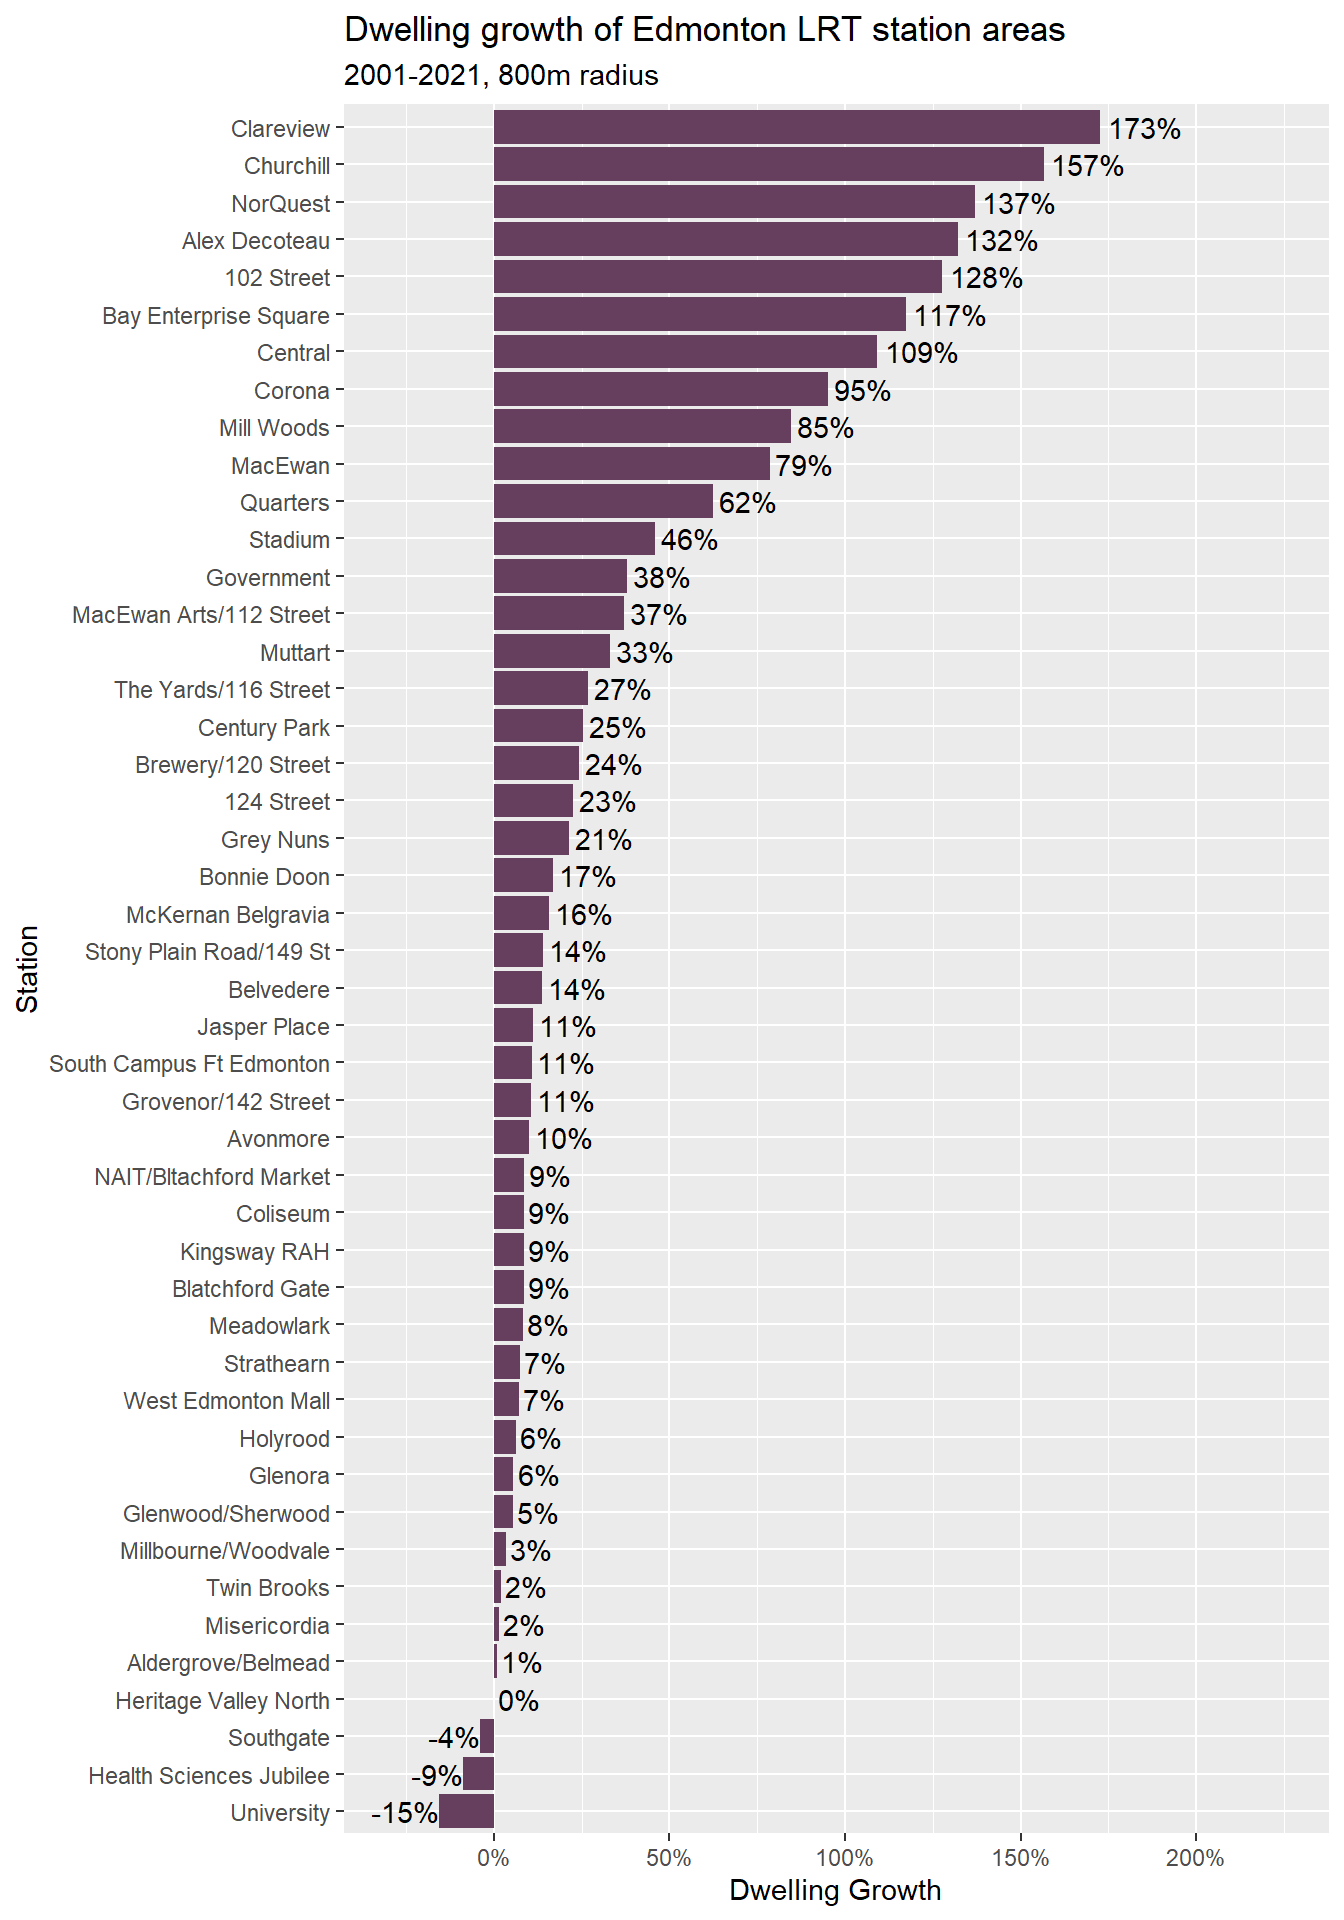 Dwelling growth of Edmonton LRT station areas
2001-2021, 800m radius
Clareview 173%
Churchill 157%
NorQuest 137%
Alex Decoteau 132%
102 Street 128%
Bay Enterprise Square 117%
Central 109%
Corona 95%
Mill Woods 85%
MacEwan 79%
Quarters 62%
Stadium 46%
Government 38%
MacEwan Arts/112 Street 37%
Muttart 33%
The Yards/116 Street 27%
Century Park 25%
Brewery/120 Street 24%
124 Street 23%
Grey Nuns 21%
Bonnie Doon 17%
McKernan Belgravia 16%
Stony Plain Road/149 St 14%
Belvedere 14%
Jasper Place 11%
South Campus Ft Edmonton 11%
Grovenor/142 Street 11%
Avonmore 10%
NAIT/Bltachford Market 9%
Coliseum 9%
Kingsway RAH 9%
Blatchford Gate 9%
Meadowlark 8%
Strathearn 7%
West Edmonton Mall 7%
Holyrood 6%
Glenora 6%
Glenwood/Sherwood 5%
Millbourne/Woodvale 3%
Twin Brooks 2%
Misericordia 2%
Aldergrove/Belmead 1%
Heritage Valley North 0%
Southgate -4%
Health Sciences Jubilee -9%
University -15%
0% 50% 100% 150% 200%
Dwelling Growth
Station